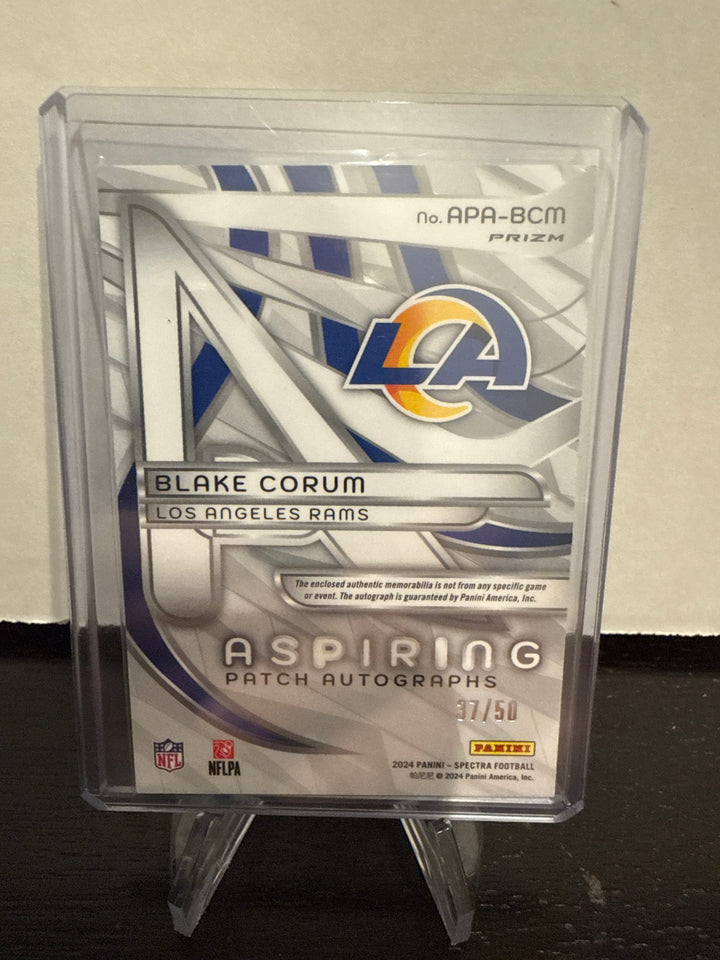 No. APA-BCM
PRIZM
LA
BLAKE CORUM
LOS ANGELES RAMS
The enclosed authentic memorabilia is not from any specific game
or event. The autograph is guaranteed by Panini America, Inc.
ASPIRING
PATCH AUTOGRAPHS
37/50
PANINI
NFL
NFLPA
2024 PANINI – SPECTRA FOOTBALL
帕尼尼 © 2024 Panini America, Inc.